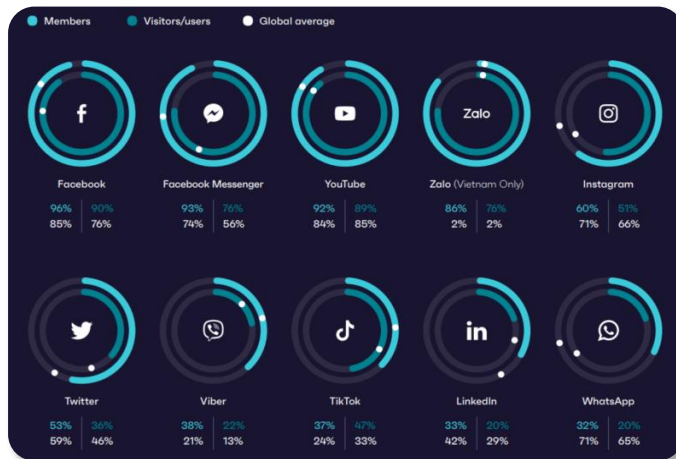 Members Visitors/users Global average
Zalo
Facebook Facebook Messenger YouTube Zalo (Vietnam Only) Instagram
96% 90% 93% 76% 92% 89% 86% 76% 60% 51%
85% 76% 74% 56% 84% 85% 2% 2% 71% 66%
in
Twitter Viber TikTok LinkedIn WhatsApp
53% 36% 38% 22% 37% 47% 33% 20% 32% 20%
59% 46% 21% 13% 24% 33% 42% 29% 71% 65%